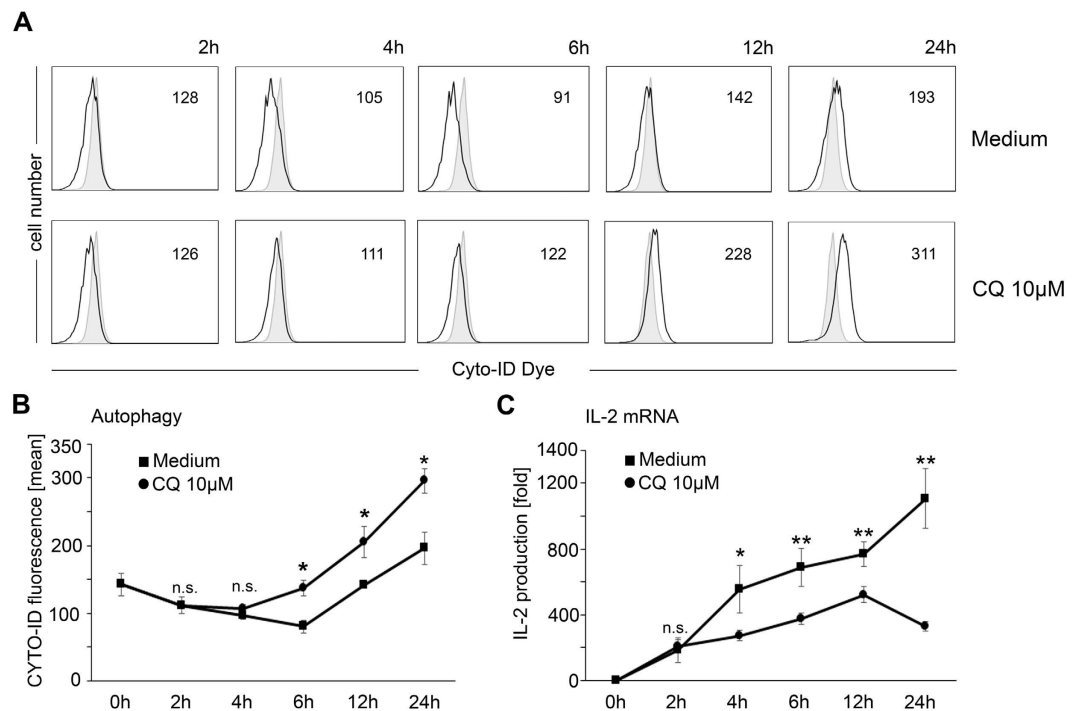 A
2h 4h 6h 12h 24h
cell number
128 105 91 142 193
Medium
126 111 122 228 311
CQ 10µM
Cyto-ID Dye
B
Autophagy
CYTO-ID fluorescence [mean]
350
300
200
100
0
Medium
CQ 10µM
n.s. n.s. * * *
0h 2h 4h 6h 12h 24h
C
IL-2 mRNA
IL-2 production [fold]
1400
1200
800
400
200
0
Medium
CQ 10µM
n.s. * ** ** **
0h 2h 4h 6h 12h 24h